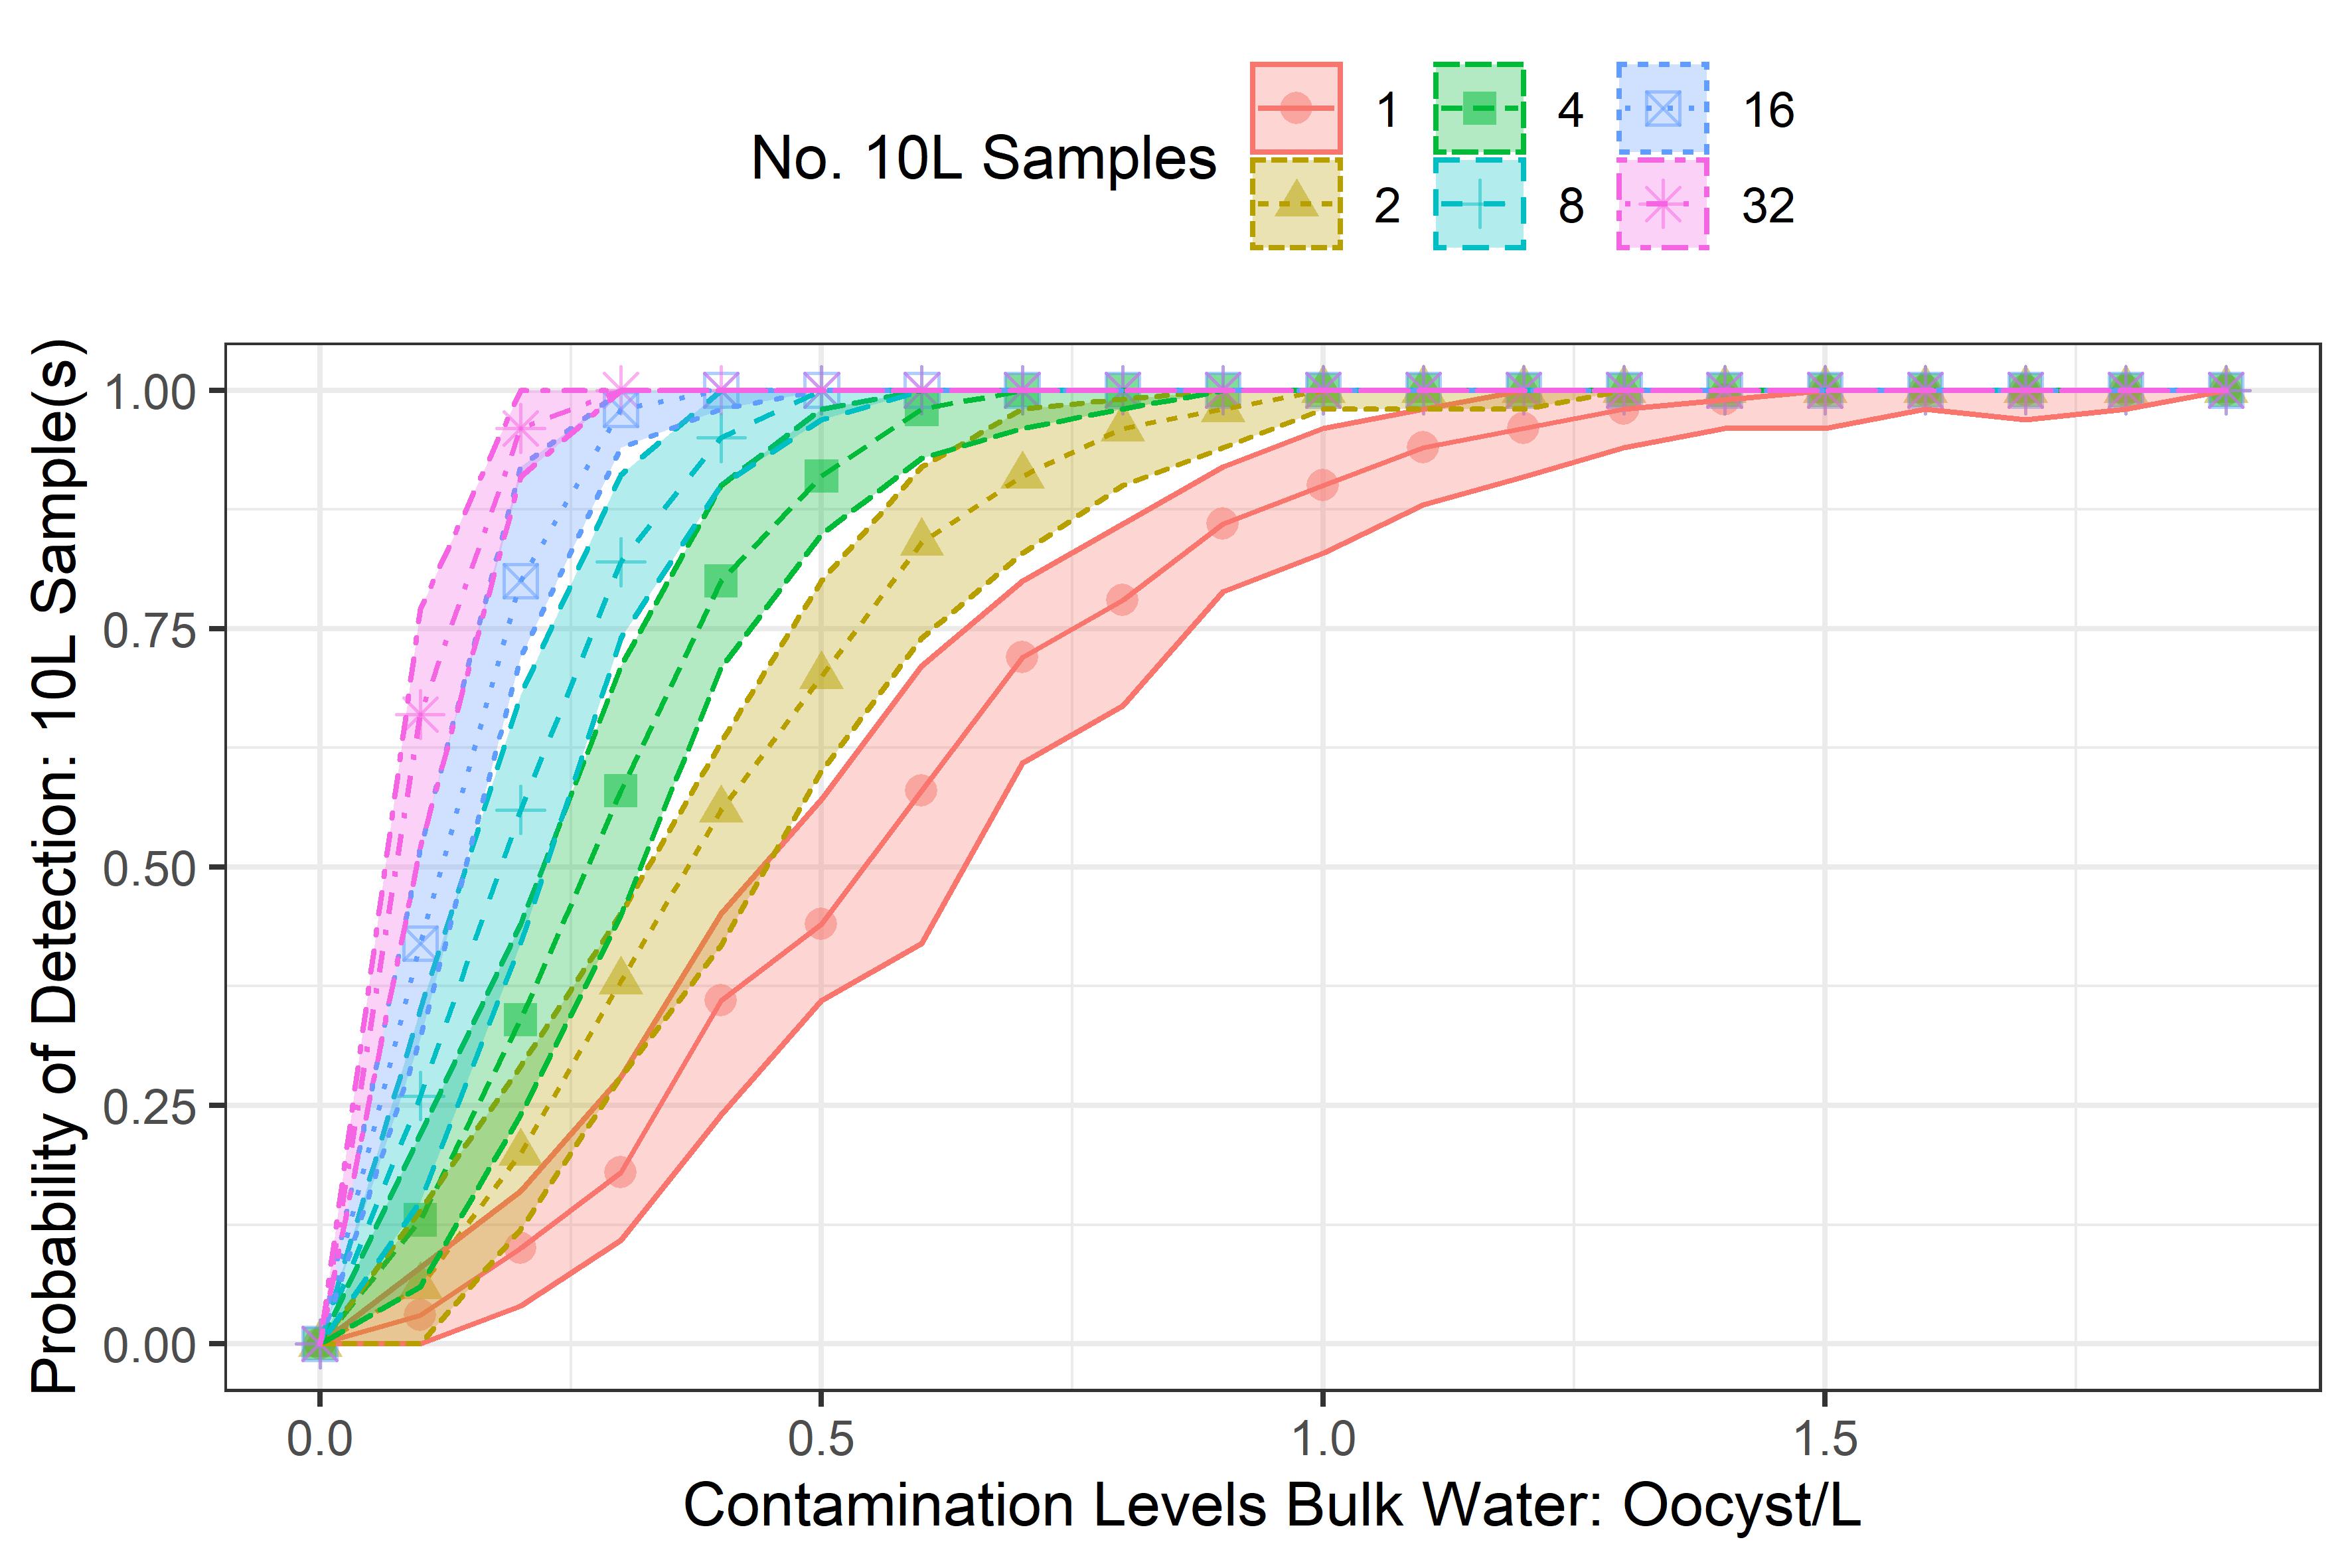 No. 10L Samples
1 4 16
2 8 32
Probability of Detection: 10L Sample(s)
1.00
0.75
0.50
0.25
0.00
0.0 0.5 1.0 1.5
Contamination Levels Bulk Water: Oocyst/L